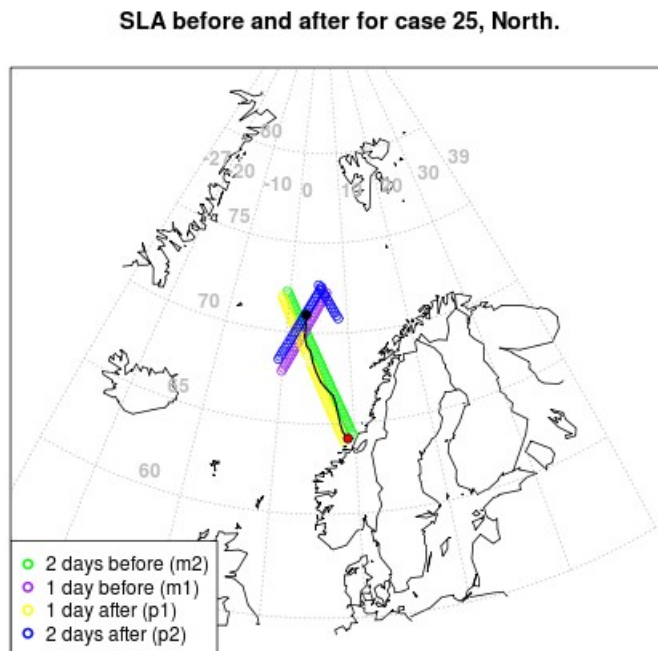 SLA before and after for case 25, North.
80
39
-27
-20
-10
0
10
20
30
75
70
65
60
2 days before (m2)
1 day before (m1)
1 day after (p1)
2 days after (p2)